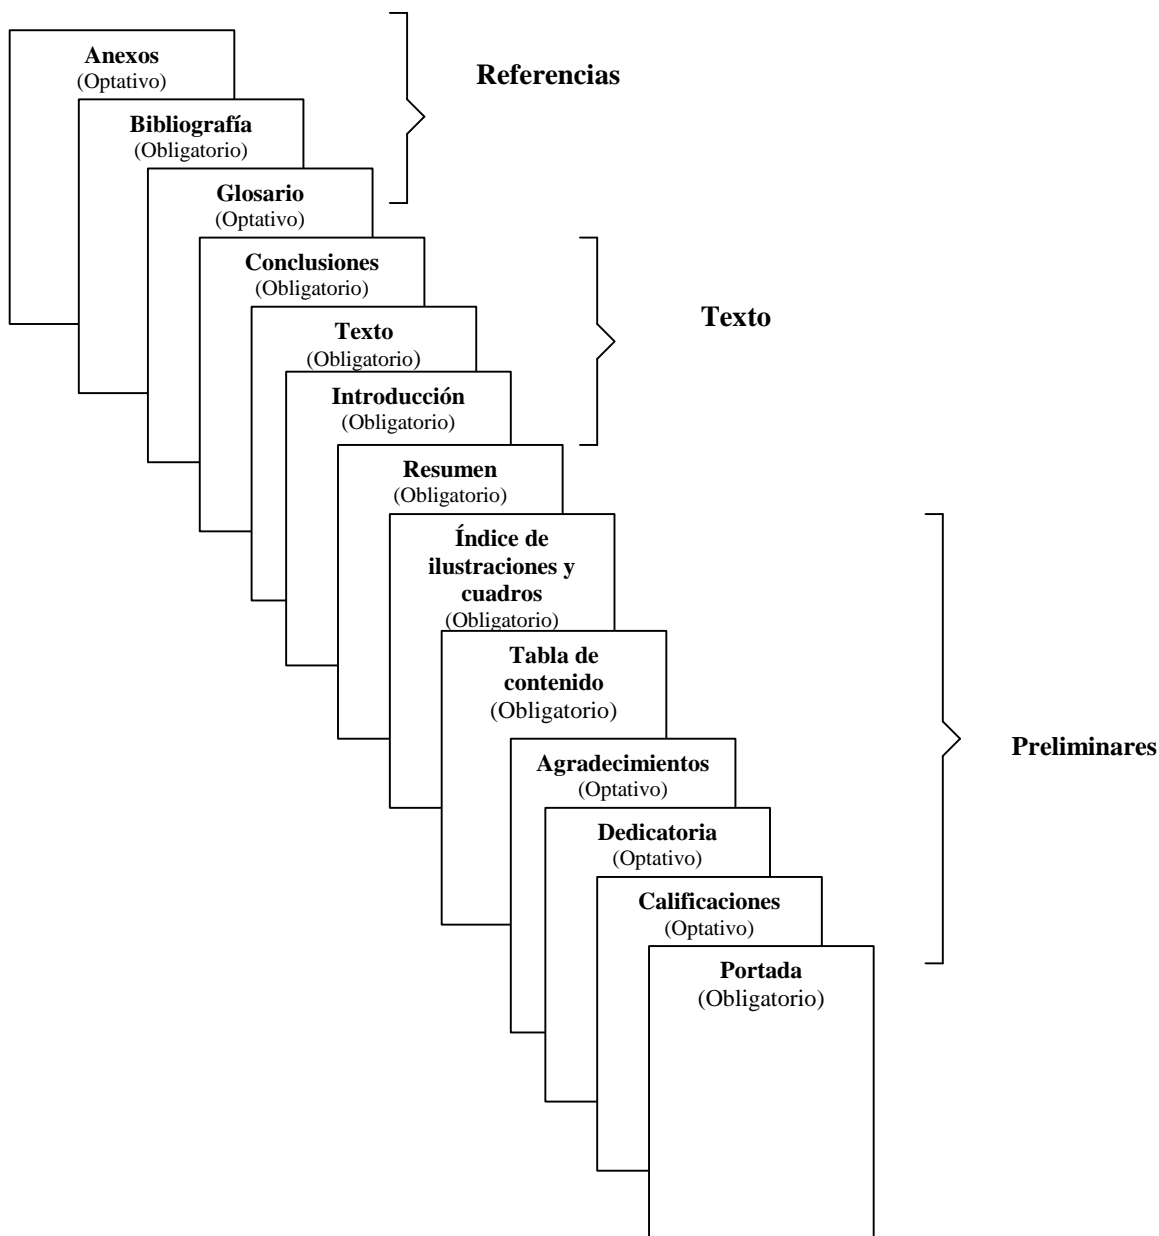 Anexos
(Optativo)
Referencias
Bibliografía
(Obligatorio)
Glosario
(Optativo)
Conclusiones
(Obligatorio)
Texto
Texto
(Obligatorio)
Introducción
(Obligatorio)
Resumen
(Obligatorio)
Índice de
ilustraciones y
cuadros
(Obligatorio)
Tabla de
contenido
(Obligatorio)
Preliminares
Agradecimientos
(Optativo)
Dedicatoria
(Optativo)
Calificaciones
(Optativo)
Portada
(Obligatorio)